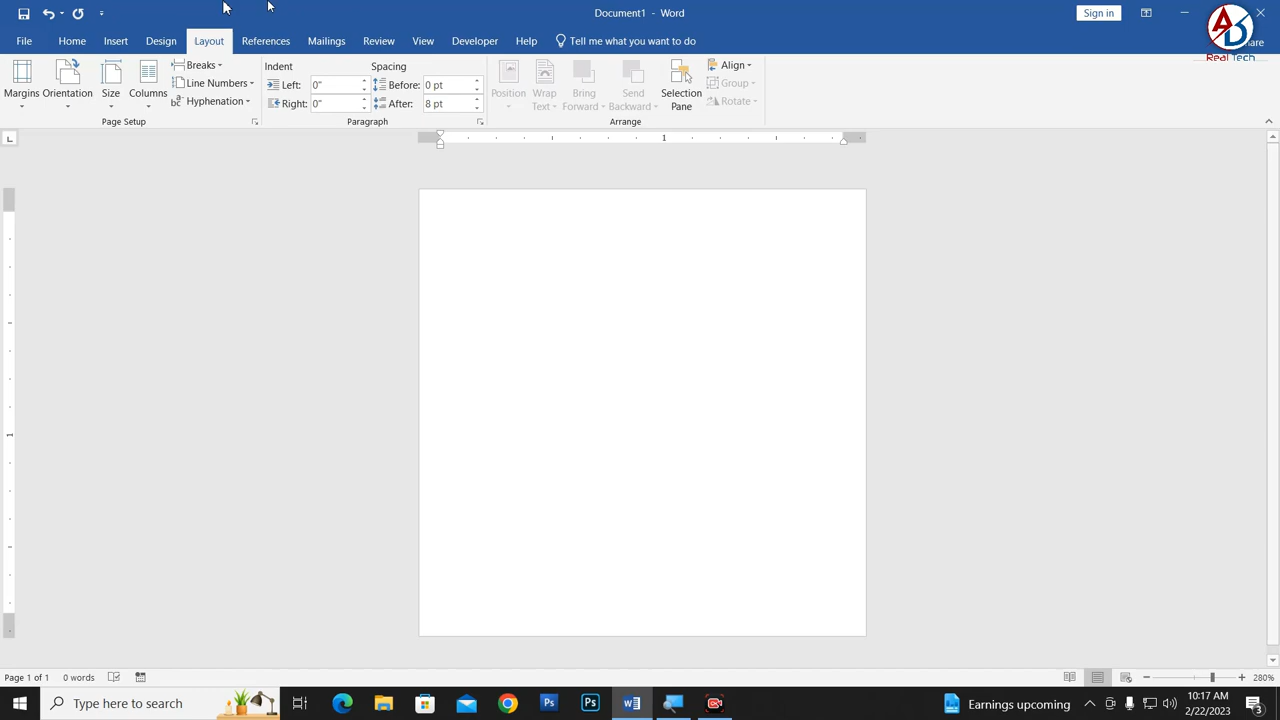 Document1 - Word
Sign in
File Home Insert Design Layout References Mailings Review View Developer Help Tell me what you want to do
Share
Real Tech
Margins Orientation Size Columns
Breaks
Line Numbers
Hyphenation
Page Setup
Indent Spacing
Left: 0" Before: 0 pt
Right: 0" After: 8 pt
Paragraph
Position Wrap Text Bring Forward Send Backward Selection Pane
Align
Group
Rotate
Arrange
1
1
Page 1 of 1 0 words 280%
Type here to search
Earnings upcoming
10:17 AM
2/22/2023
3